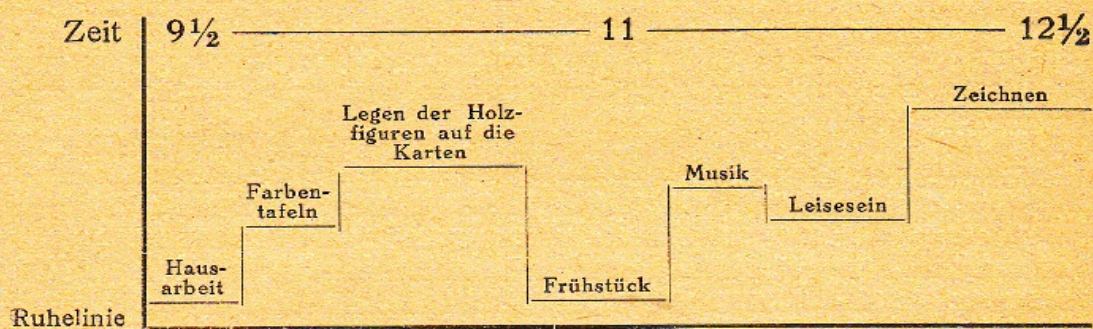 Zeit 9½ 11 12½
Zeichnen
Legen der Holz-
figuren auf die
Karten
Musik
Farben-
tafeln
Leisesein
Haus-
arbeit
Frühstück
Ruhelinie